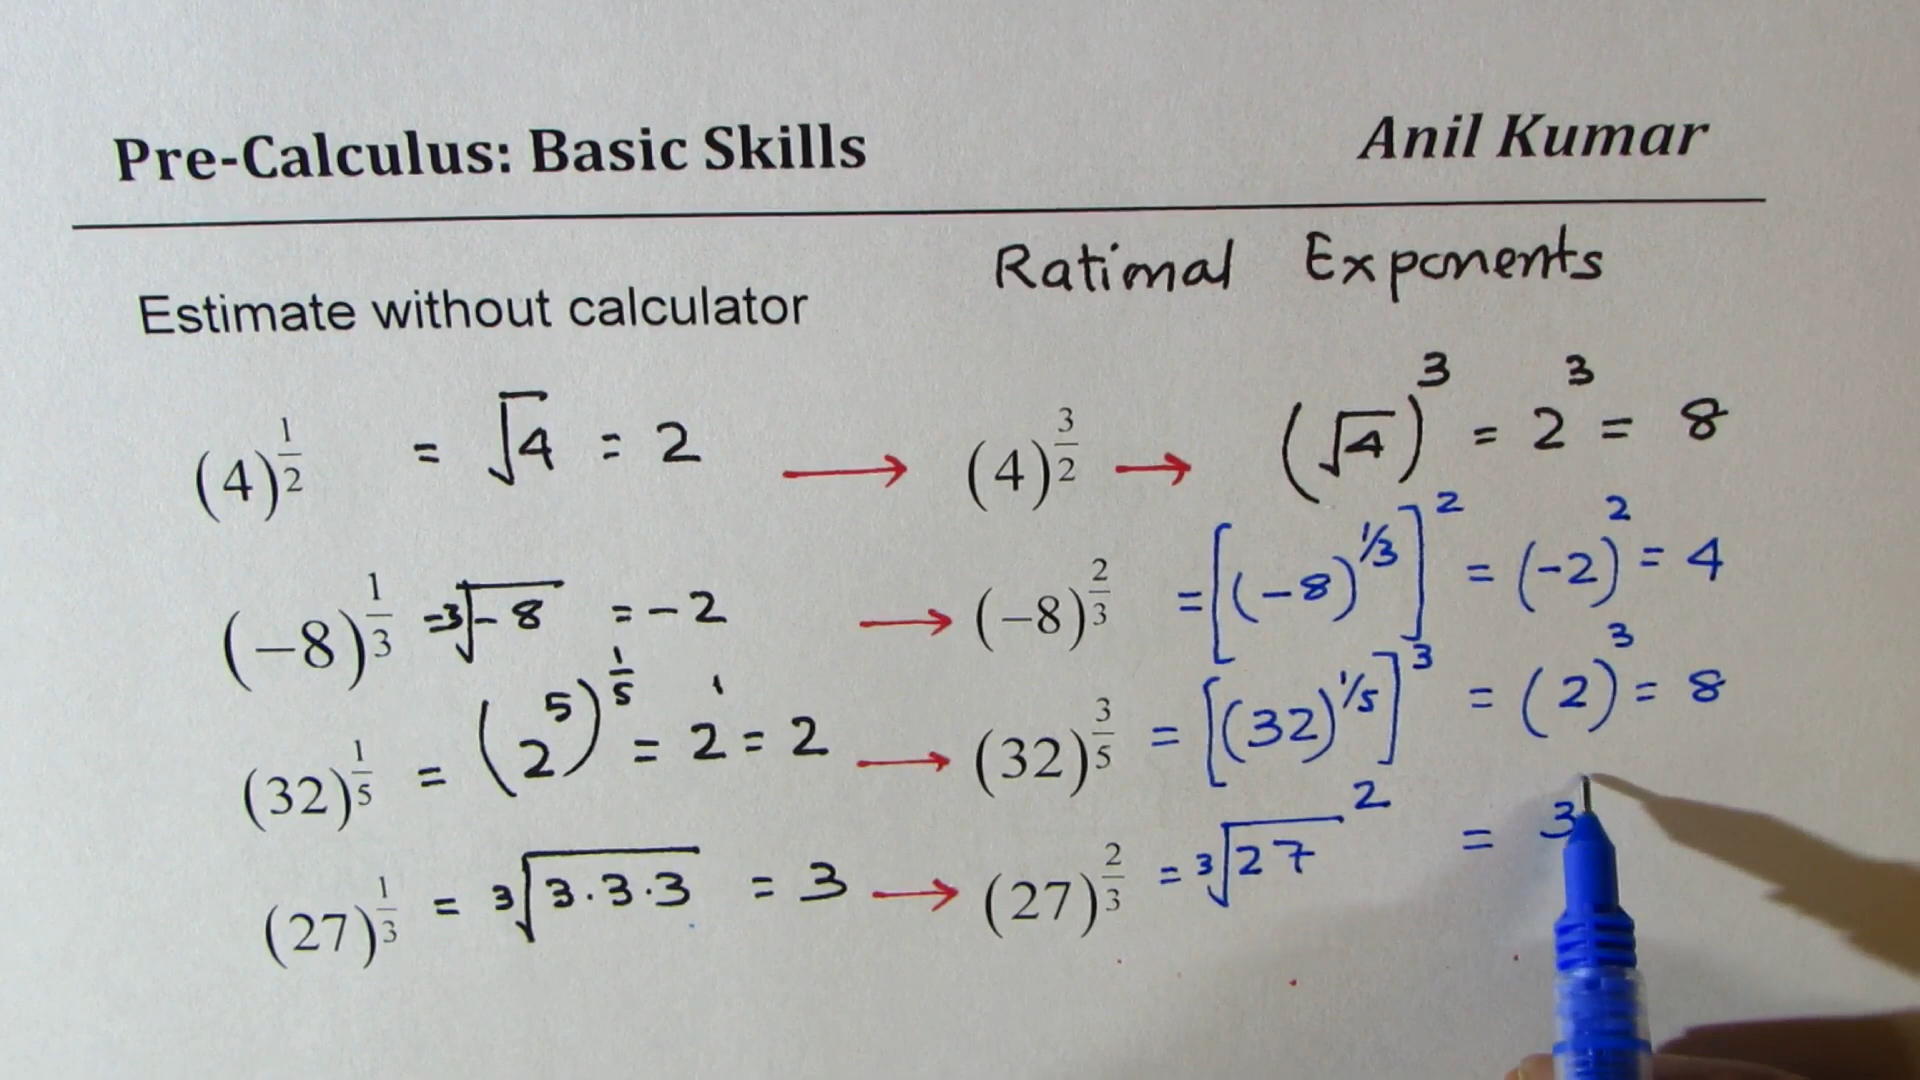 Pre-Calculus: Basic Skills Anil Kumar
Rational Exponents
Estimate without calculator
(4)^{1/2} = √4 = 2 → (4)^{3/2} → (√4)^3 = 2^3 = 8
(−8)^{1/3} = ∛−8 = −2 → (−8)^{2/3} = [(−8)^{1/3}]^2 = (−2)^2 = 4
(32)^{1/5} = (2^5)^{1/5} = 2^1 = 2 → (32)^{3/5} = [(32)^{1/5}]^3 = (2)^3 = 8
(27)^{1/3} = ∛3·3·3 = 3 → (27)^{2/3} = ∛27^2 = 3